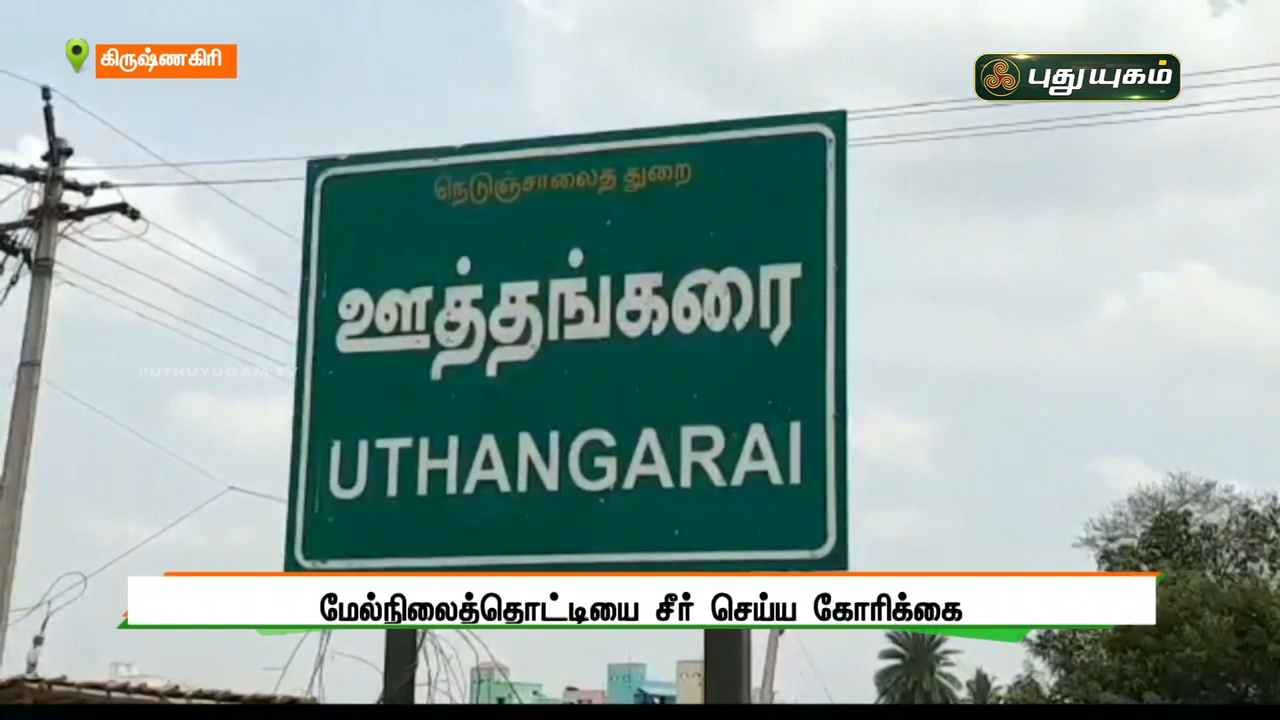 கிருஷ்ணகிரி
புதுயுகம்
நெடுஞ்சாலைத துறை
ஊத்தங்கரை
PUTHUYUGAM TV
UTHANGARAI
மேல்நிலைத்தொட்டியை சீர் செய்ய கோரிக்கை